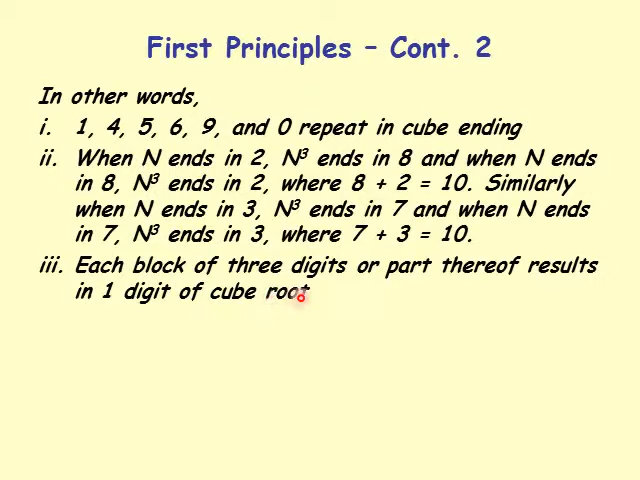 First Principles – Cont. 2
In other words,
i. 1, 4, 5, 6, 9, and 0 repeat in cube ending
ii. When N ends in 2, N³ ends in 8 and when N ends
in 8, N³ ends in 2, where 8 + 2 = 10. Similarly
when N ends in 3, N³ ends in 7 and when N ends
in 7, N³ ends in 3, where 7 + 3 = 10.
iii. Each block of three digits or part thereof results
in 1 digit of cube root